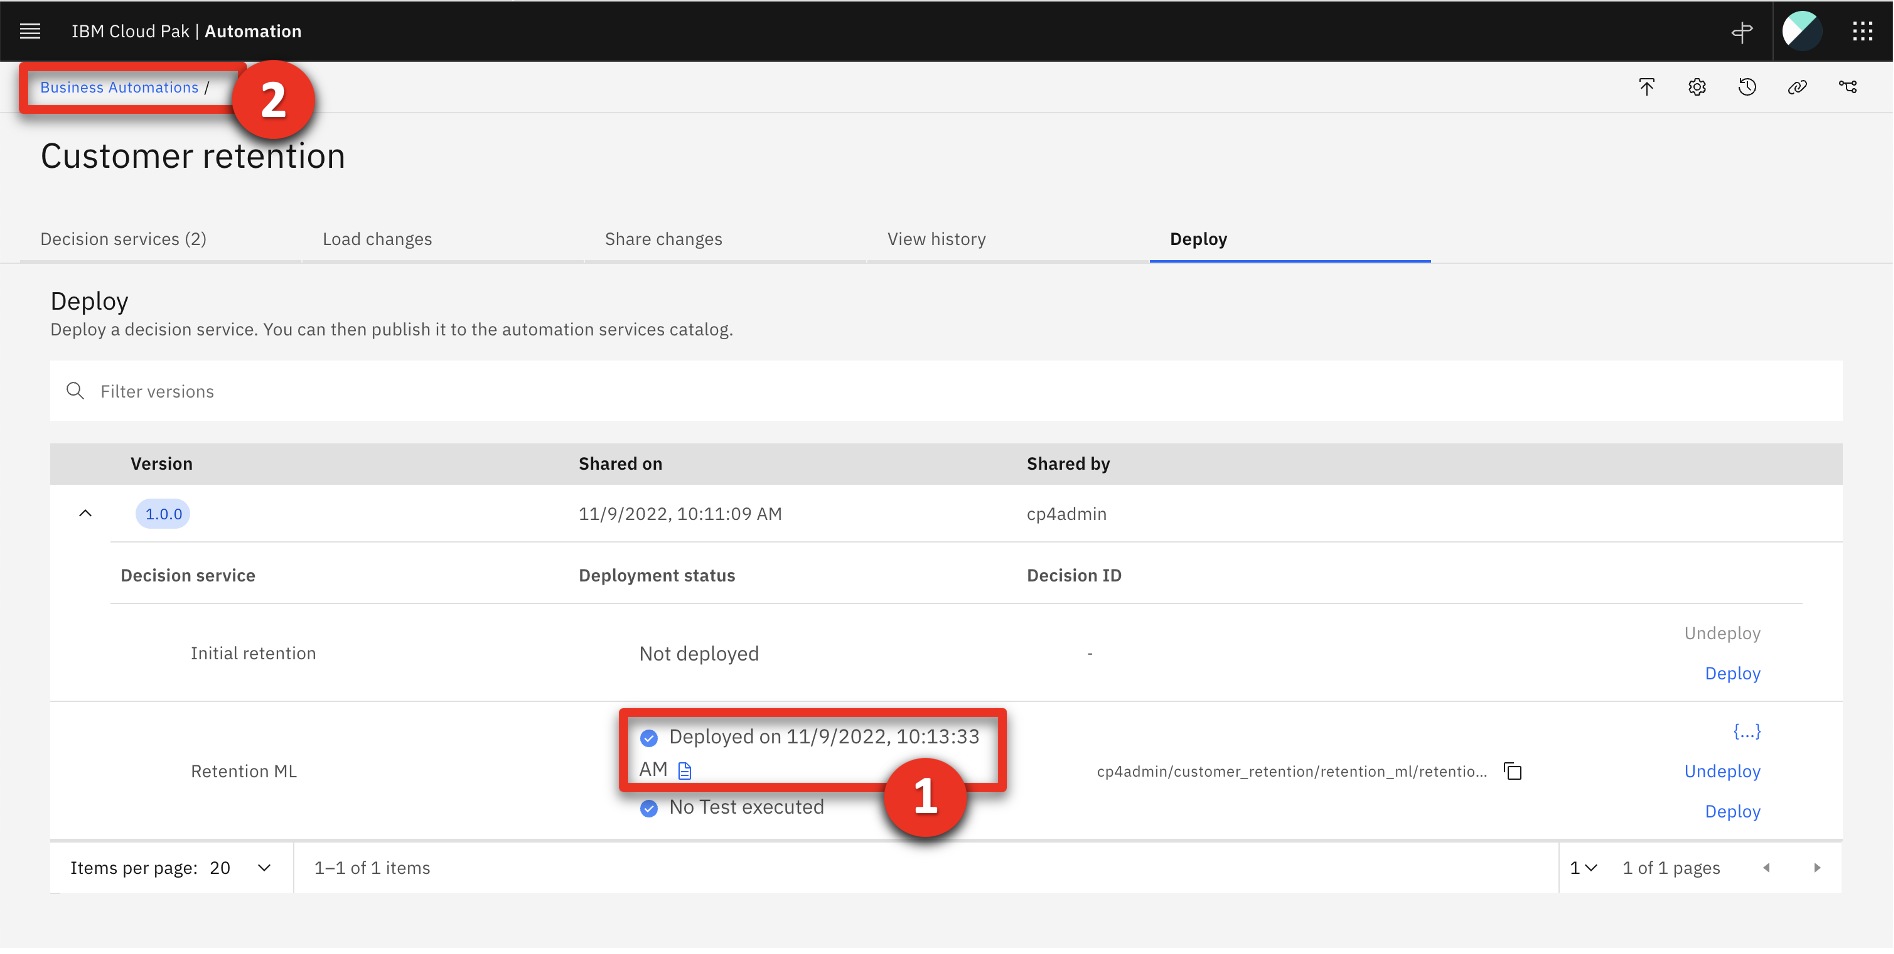 IBM Cloud Pak | Automation
Business Automations /
2
Customer retention
Decision services (2)
Load changes
Share changes
View history
Deploy
Deploy
Deploy a decision service. You can then publish it to the automation services catalog.
Filter versions
Version
Shared on
Shared by
1.0.0
11/9/2022, 10:11:09 AM
cp4admin
Decision service
Deployment status
Decision ID
Initial retention
Not deployed
-
Undeploy
Deploy
Retention ML
Deployed on 11/9/2022, 10:13:33
AM
1
No Test executed
cp4admin/customer_retention/retention_ml/retentio...
{...}
Undeploy
Deploy
Items per page: 20
1–1 of 1 items
1
1 of 1 pages